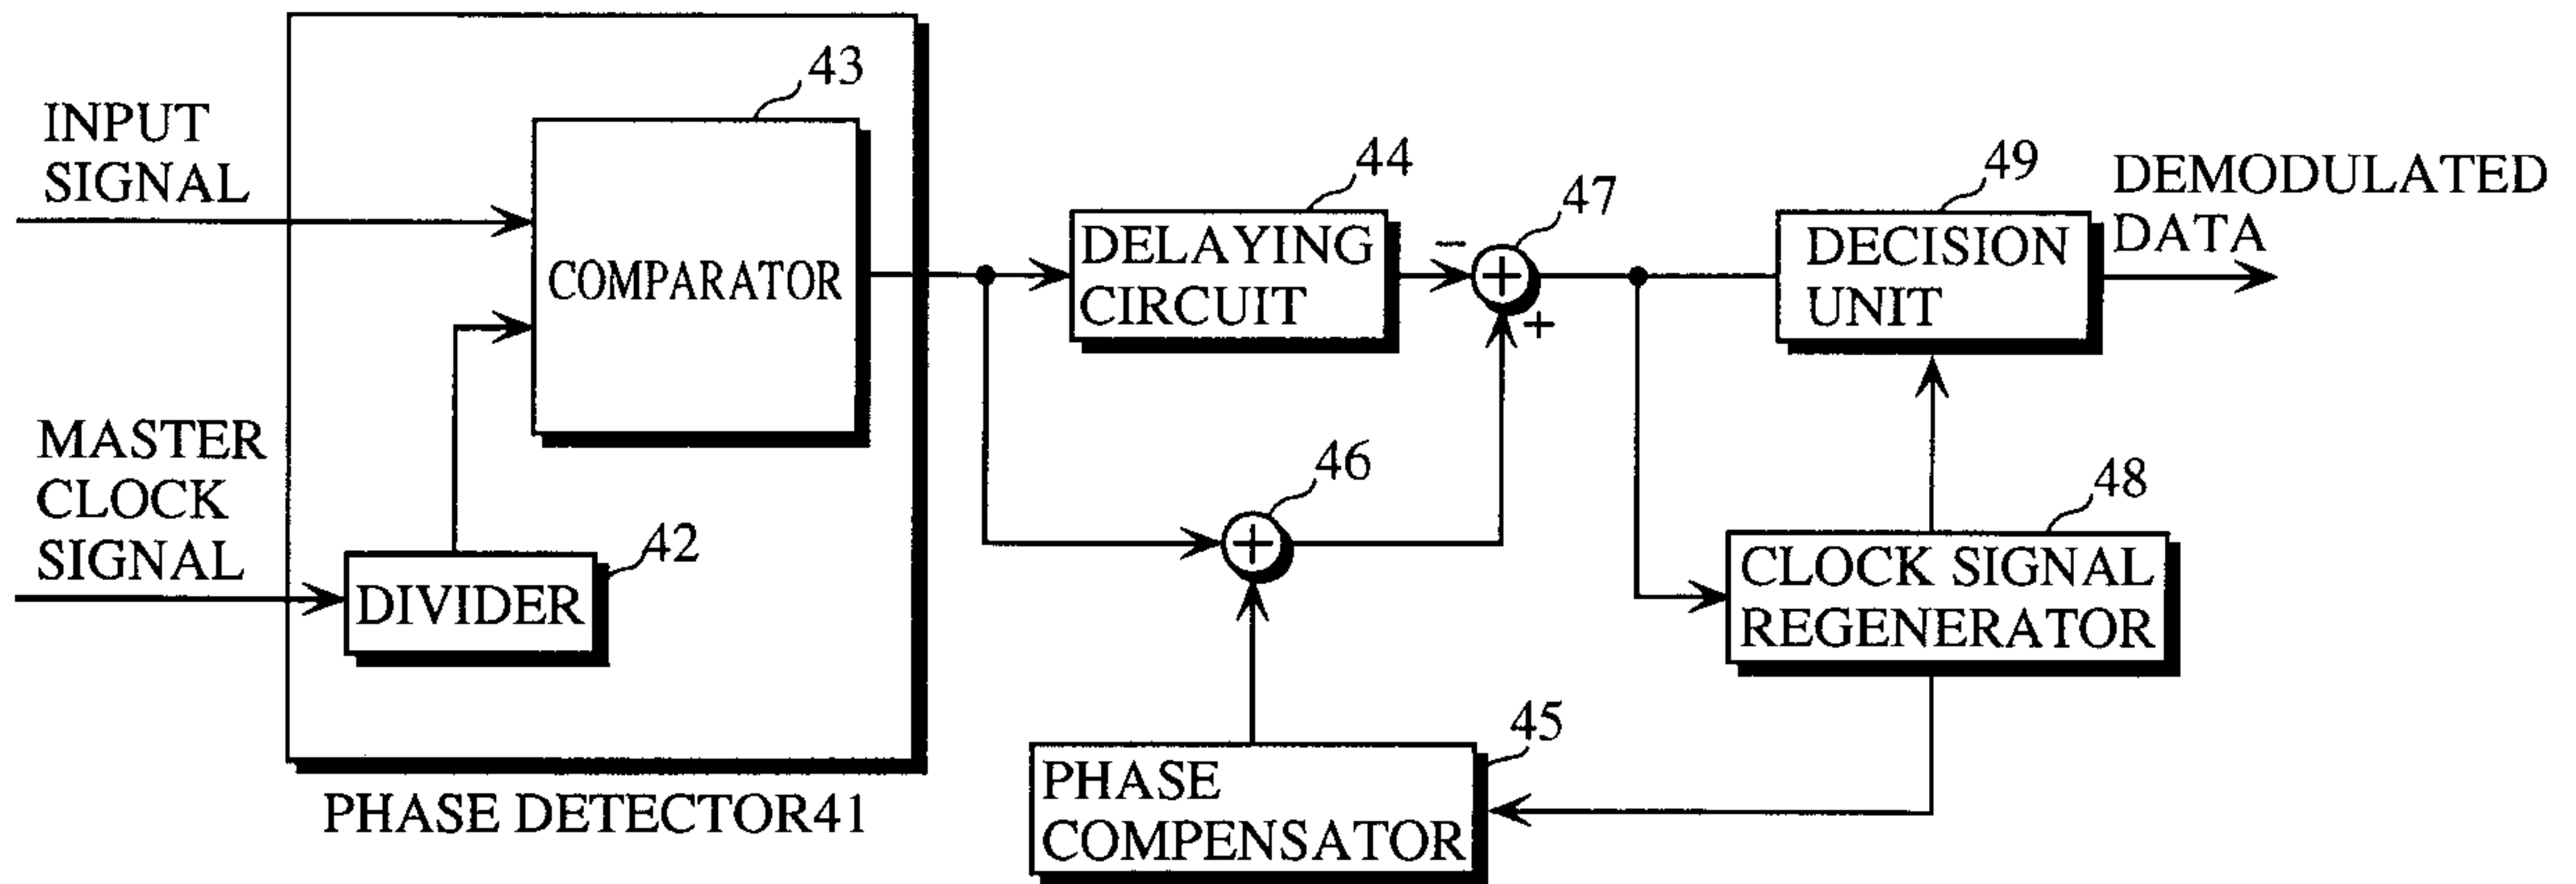 43
INPUT
SIGNAL
COMPARATOR
MASTER
CLOCK
SIGNAL
42
DIVIDER
PHASE DETECTOR41
44
DELAYING
CIRCUIT
−
47
+
+
46
+
45
PHASE
COMPENSATOR
49
DECISION
UNIT
DEMODULATED
DATA
48
CLOCK SIGNAL
REGENERATOR